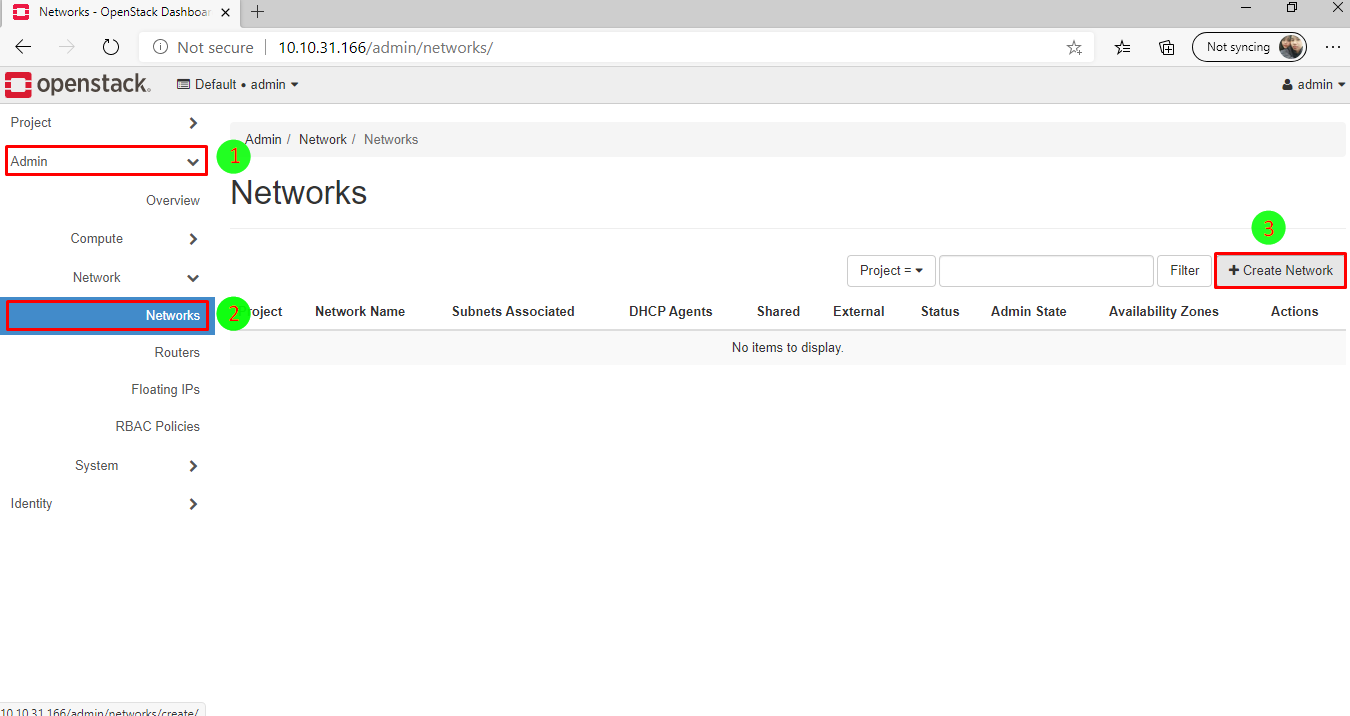 Networks - OpenStack Dashboar
Not secure 10.10.31.166/admin/networks/ Not syncing
openstack. Default • admin admin
Project
Admin / Network / Networks
Admin 1
Networks
Overview
3
Compute
Network
Project = Filter + Create Network
Networks 2 Project Network Name Subnets Associated DHCP Agents Shared External Status Admin State Availability Zones Actions
No items to display.
Routers
Floating IPs
RBAC Policies
System
Identity
10.10.31.166/admin/networks/create/